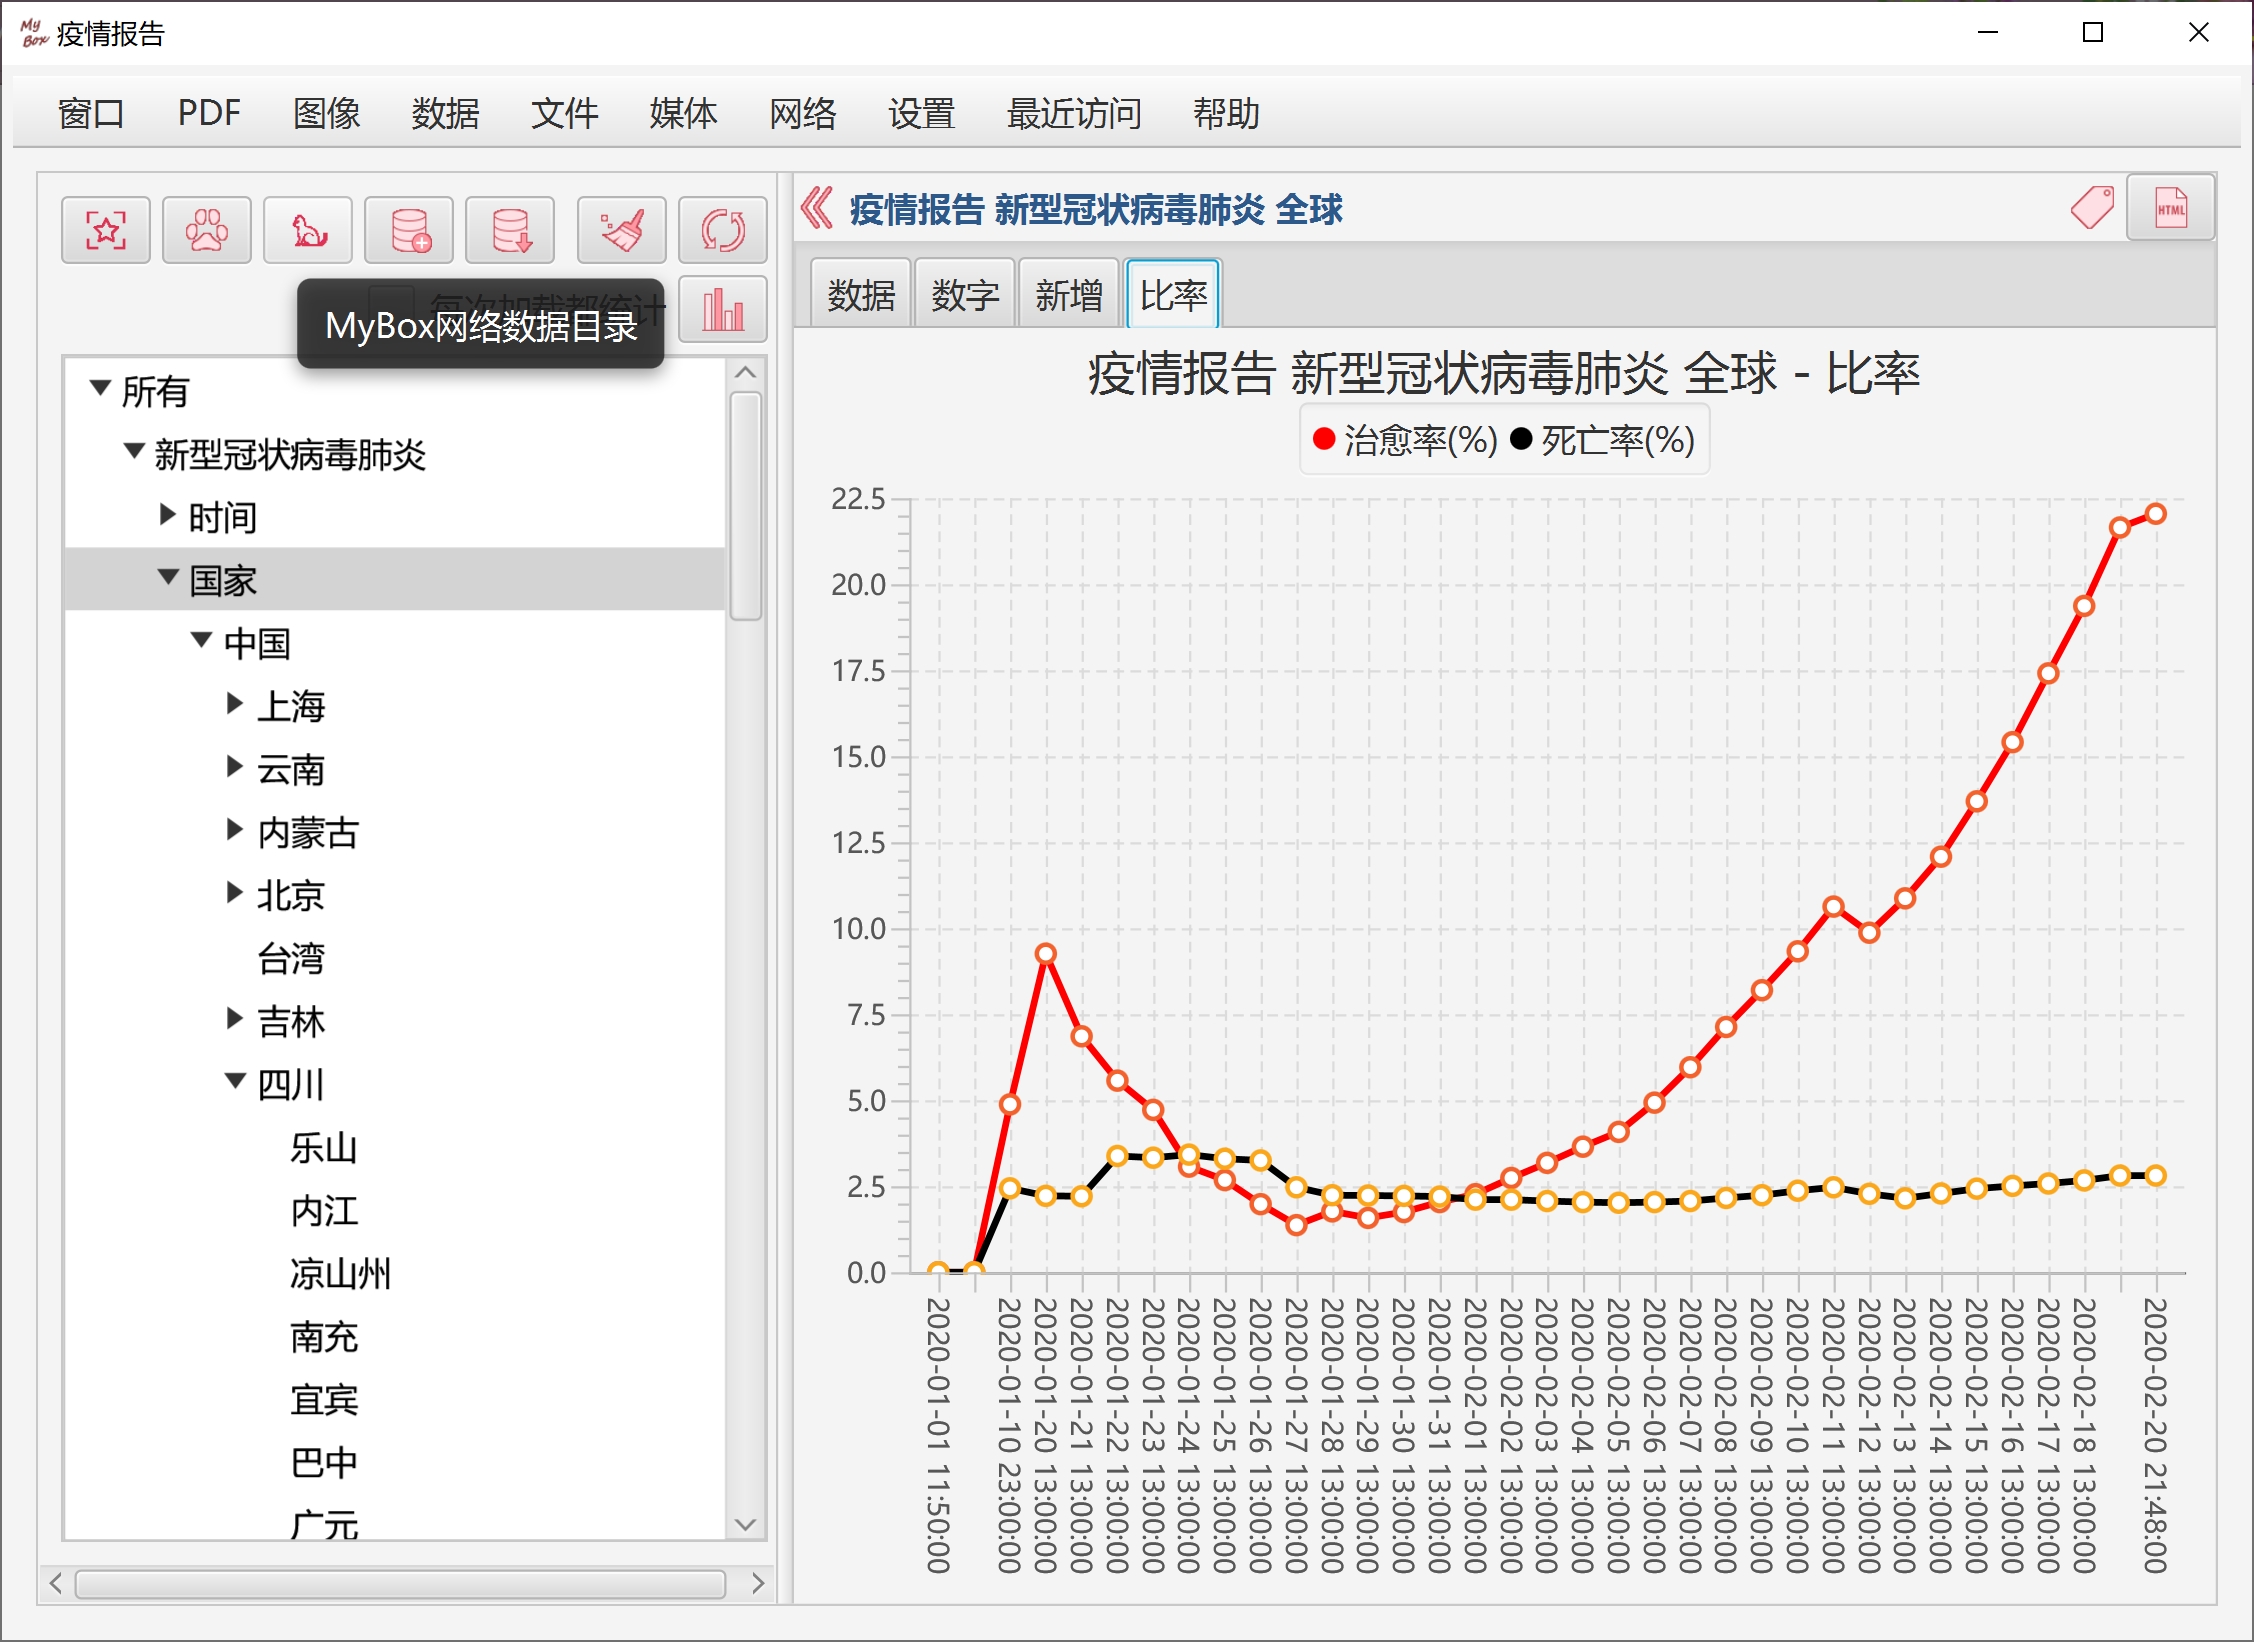 My Box 疫情报告
窗口 PDF 图像 数据 文件 媒体 网络 设置 最近访问 帮助
每次加载都统计
MyBox网络数据目录
所有
新型冠状病毒肺炎
时间
国家
中国
上海
云南
内蒙古
北京
台湾
吉林
四川
乐山
内江
凉山州
南充
宜宾
巴中
广元
疫情报告 新型冠状病毒肺炎 全球
HTML
数据 数字 新增 比率
疫情报告 新型冠状病毒肺炎 全球 - 比率
治愈率(%) 死亡率(%)
22.5
20.0
17.5
15.0
12.5
10.0
7.5
5.0
2.5
0.0
2020-01-01 11:50:00
2020-01-10 23:00:00
2020-01-20 13:00:00
2020-01-21 13:00:00
2020-01-22 13:00:00
2020-01-23 13:00:00
2020-01-24 13:00:00
2020-01-25 13:00:00
2020-01-26 13:00:00
2020-01-27 13:00:00
2020-01-28 13:00:00
2020-01-29 13:00:00
2020-01-30 13:00:00
2020-01-31 13:00:00
2020-02-01 13:00:00
2020-02-02 13:00:00
2020-02-03 13:00:00
2020-02-04 13:00:00
2020-02-05 13:00:00
2020-02-06 13:00:00
2020-02-07 13:00:00
2020-02-08 13:00:00
2020-02-09 13:00:00
2020-02-10 13:00:00
2020-02-11 13:00:00
2020-02-12 13:00:00
2020-02-13 13:00:00
2020-02-14 13:00:00
2020-02-15 13:00:00
2020-02-16 13:00:00
2020-02-17 13:00:00
2020-02-18 13:00:00
2020-02-20 21:48:00